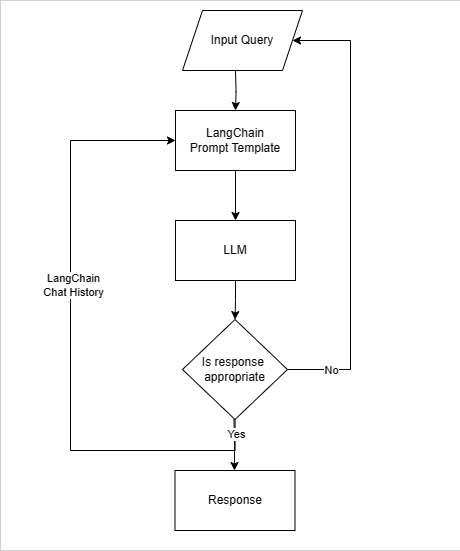 Input Query
LangChain
Prompt Template
LLM
LangChain
Chat History
Is response
appropriate
No
Yes
Response